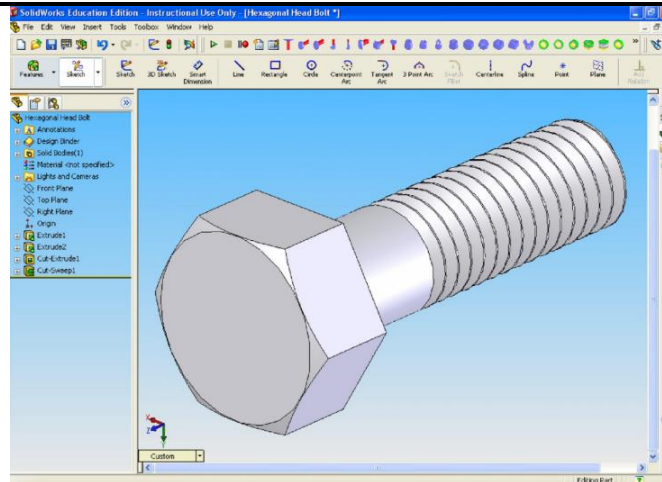 SolidWorks Education Edition - Instructional Use Only - [Hexagonal Head Bolt *]
File Edit View Insert Tools Toolbox Window Help
Features Sketch Sketch 3D Sketch Smart Dimension Line Rectangle Circle Centerpoint Arc Tangent Arc 3 Point Arc Sketch Fillet Centerline Spline Point Plane Add Relation
Hexagonal Head Bolt
Annotations
Design Binder
Solid Bodies(1)
Material <not specified>
Lights and Cameras
Front Plane
Top Plane
Right Plane
Origin
Extrude1
Extrude2
Cut-Extrude1
Cut-Sweep1
X
Z
Y
Custom
Editing Part